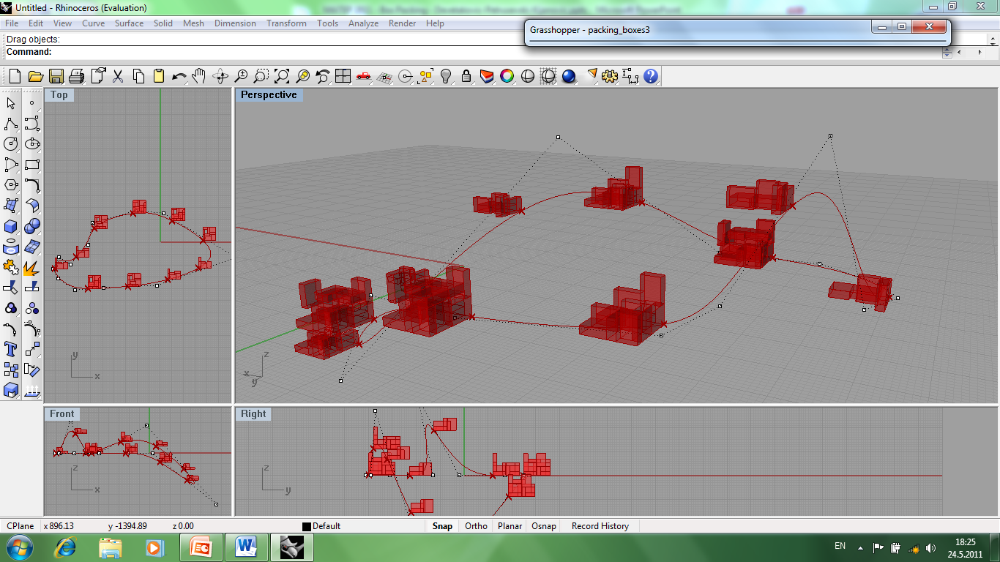 Untitled - Rhinoceros (Evaluation)
File Edit View Curve Surface Solid Mesh Dimension Transform Tools Analyze Render Help
Grasshopper - packing_boxes3
Drag objects:
Command:
Top
Perspective
y
x
z
x
y
Front
Right
z
x
z
y
CPlane x 896.13 y -1394.89 z 0.00 Default Snap Ortho Planar Osnap Record History
EN
18:25
24.5.2011